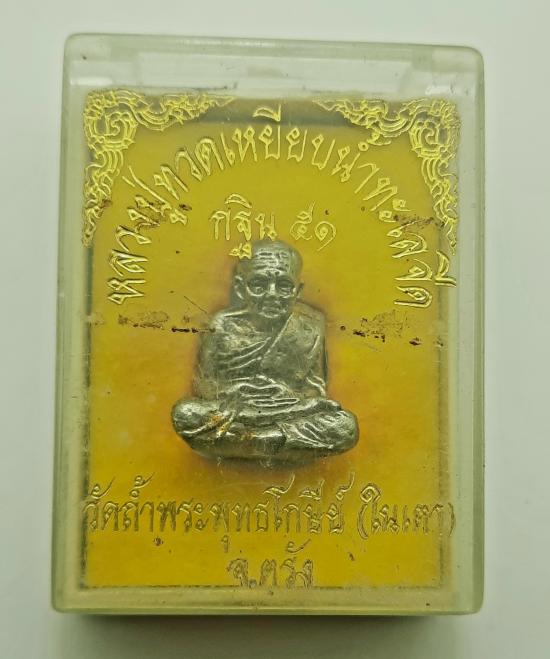 หลวงปู่ทวดเหยียบน้ำทะเลจืด
กฐิน ๕๑
วัดถ้ำพระพุทธโกษีย์ (ในเตา)
จ.ตรัง